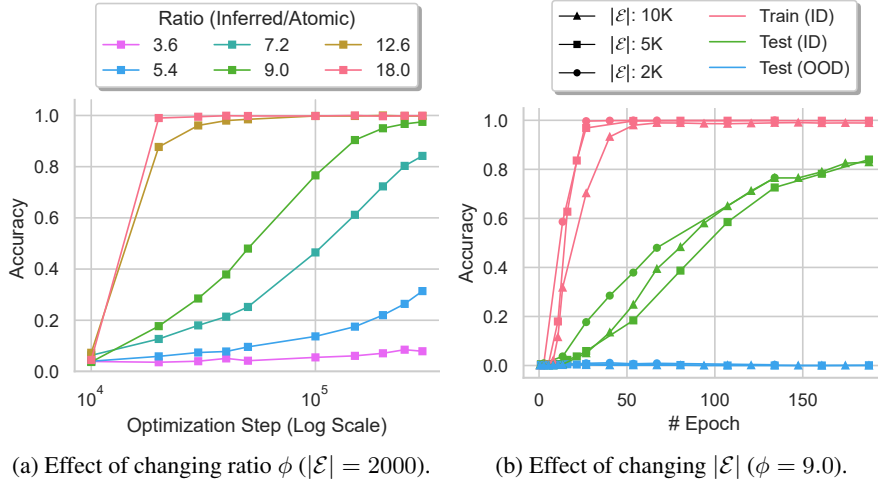 Ratio (Inferred/Atomic)
3.6 7.2 12.6
5.4 9.0 18.0
Accuracy
1.0
0.8
0.6
0.4
0.2
0.0
10^4 10^5
Optimization Step (Log Scale)
(a) Effect of changing ratio ϕ (|ℰ| = 2000).
|ℰ|: 10K Train (ID)
|ℰ|: 5K Test (ID)
|ℰ|: 2K Test (OOD)
Accuracy
1.0
0.8
0.6
0.4
0.2
0.0
0 50 100 150
# Epoch
(b) Effect of changing |ℰ| (ϕ = 9.0).